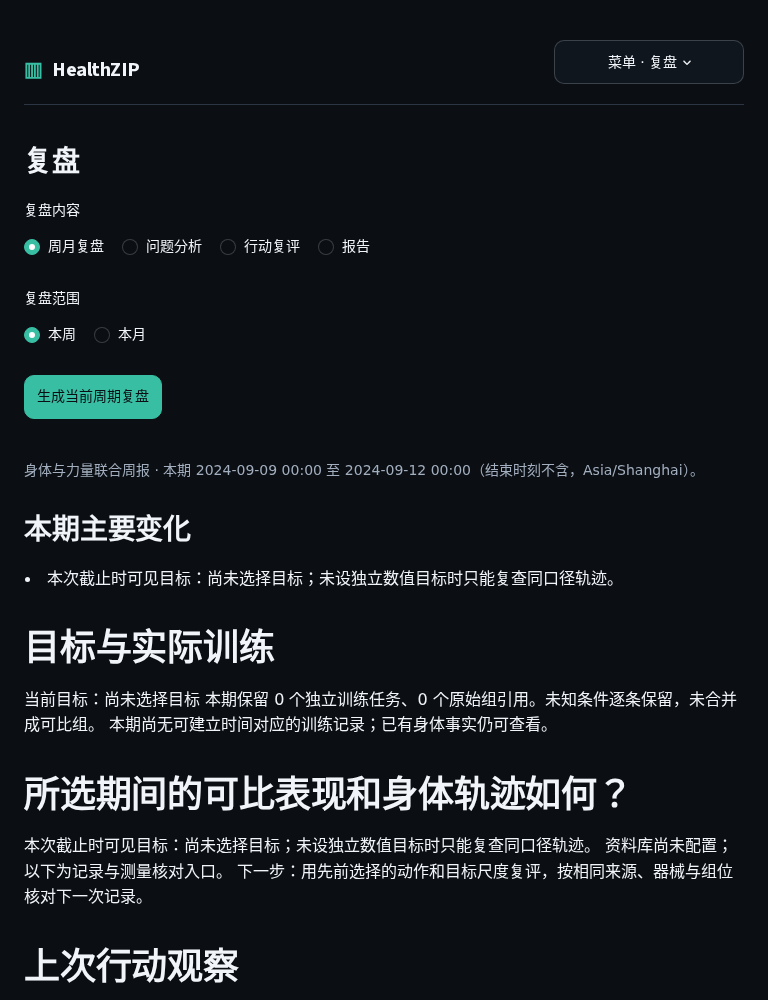 HealthZIP
菜单 · 复盘
复盘
复盘内容
周月复盘 问题分析 行动复评 报告
复盘范围
本周 本月
生成当前周期复盘
身体与力量联合周报 · 本期 2024-09-09 00:00 至 2024-09-12 00:00（结束时刻不含，Asia/Shanghai）。
本期主要变化
• 本次截止时可见目标：尚未选择目标；未设独立数值目标时只能复查同口径轨迹。
目标与实际训练
当前目标：尚未选择目标 本期保留 0 个独立训练任务、0 个原始组引用。未知条件逐条保留，未合并
成可比组。 本期尚无可建立时间对应的训练记录；已有身体事实仍可查看。
所选期间的可比表现和身体轨迹如何？
本次截止时可见目标：尚未选择目标；未设独立数值目标时只能复查同口径轨迹。 资料库尚未配置；
以下为记录与测量核对入口。 下一步：用先前选择的动作和目标尺度复评，按相同来源、器械与组位
核对下一次记录。
上次行动观察